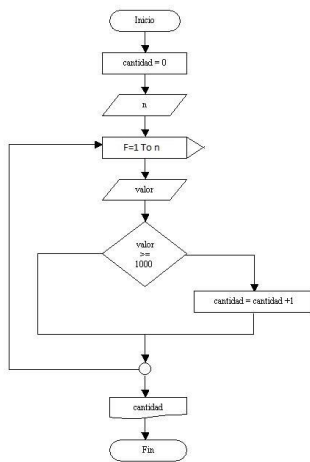 Inicio
cantidad = 0
n
F=1 To n
valor
valor
>=
1000
cantidad = cantidad +1
cantidad
Fin